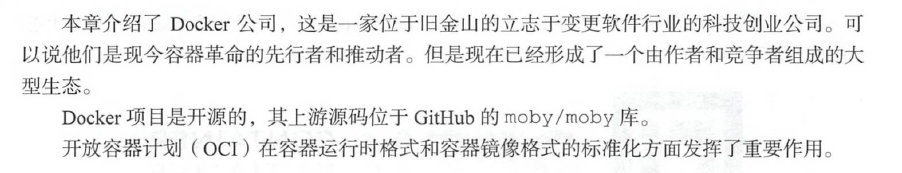 本章介绍了 Docker 公司，这是一家位于旧金山的立志于变更软件行业的科技创业公司。可
以说他们是现今容器革命的先行者和推动者。但是现在已经形成了一个由作者和竞争者组成的大
型生态。
Docker 项目是开源的，其上游源码位于 GitHub 的 moby/moby 库。
开放容器计划（OCI）在容器运行时格式和容器镜像格式的标准化方面发挥了重要作用。